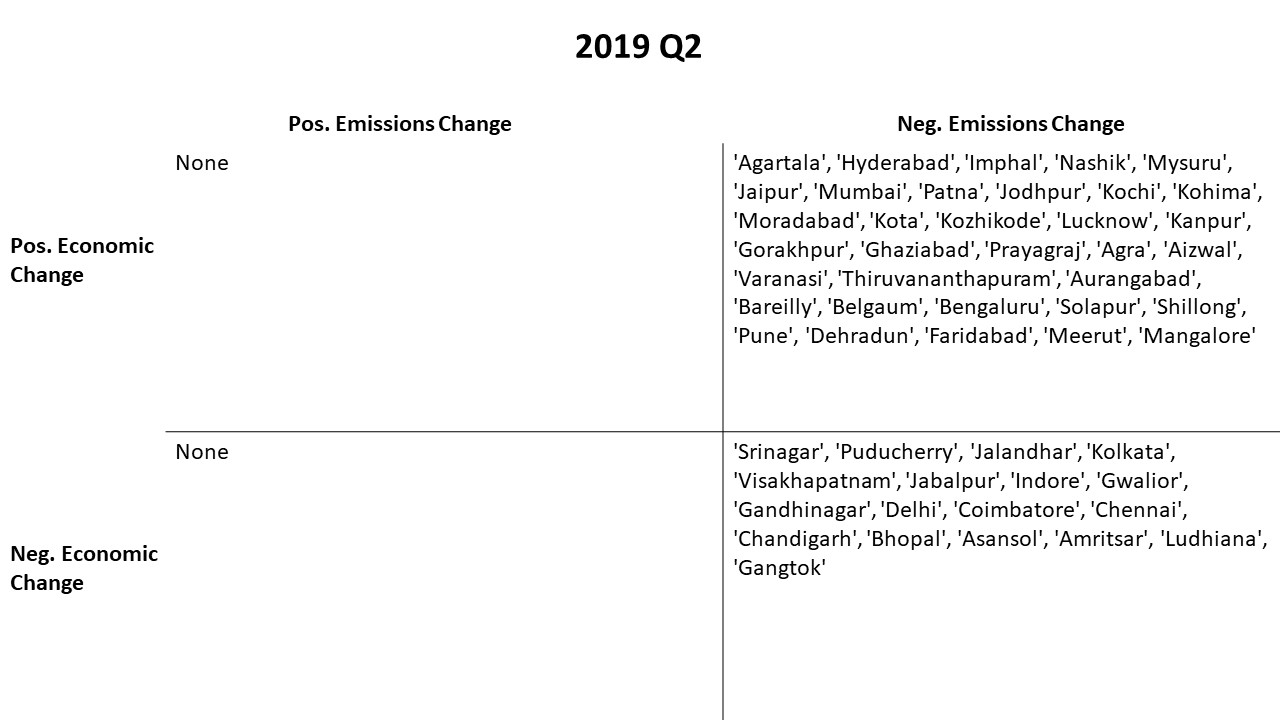 2019 Q2
Pos. Emissions Change
Neg. Emissions Change
Pos. Economic
Change
None
'Agartala', 'Hyderabad', 'Imphal', 'Nashik', 'Mysuru',
'Jaipur', 'Mumbai', 'Patna', 'Jodhpur', 'Kochi', 'Kohima',
'Moradabad', 'Kota', 'Kozhikode', 'Lucknow', 'Kanpur',
'Gorakhpur', 'Ghaziabad', 'Prayagraj', 'Agra', 'Aizwal',
'Varanasi', 'Thiruvananthapuram', 'Aurangabad',
'Bareilly', 'Belgaum', 'Bengaluru', 'Solapur', 'Shillong',
'Pune', 'Dehradun', 'Faridabad', 'Meerut', 'Mangalore'
Neg. Economic
Change
None
'Srinagar', 'Puducherry', 'Jalandhar', 'Kolkata',
'Visakhapatnam', 'Jabalpur', 'Indore', 'Gwalior',
'Gandhinagar', 'Delhi', 'Coimbatore', 'Chennai',
'Chandigarh', 'Bhopal', 'Asansol', 'Amritsar', 'Ludhiana',
'Gangtok'